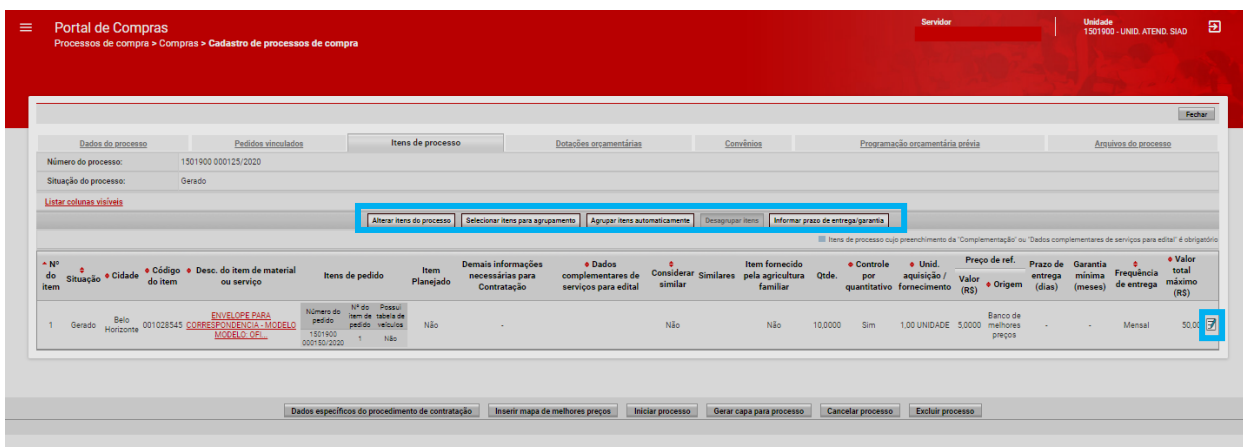 Portal de Compras
Processos de compra > Compras > Cadastro de processos de compra
Servidor
Unidade
1501900 - UNID. ATEND. SIAD
Fechar
Dados do processo
Pedidos vinculados
Itens de processo
Dotações orçamentárias
Convênios
Programação orçamentária prévia
Arquivos do processo
Número do processo: 1501900 000125/2020
Situação do processo: Gerado
Listar colunas visíveis
Alterar itens do processo
Selecionar itens para agrupamento
Agrupar itens automaticamente
Desagrupar itens
Informar prazo de entrega/garantia
Itens de processo cujo preenchimento da "Complementação" ou "Dados complementares de serviços para edital" é obrigatório
Nº do item
Situação
Cidade
Código do item
Desc. do item de material ou serviço
Itens de pedido
Item Planejado
Demais informações necessárias para Contratação
Dados complementares de serviços para edital
Considerar similar
Similares
Item fornecido pela agricultura familiar
Qtde.
Controle por quantitativo
Unid. aquisição / fornecimento
Preço de ref.
Valor (R$)
Origem
Prazo de entrega (dias)
Garantia mínima (meses)
Frequência de entrega
Valor total máximo (R$)
1
Gerado
Belo Horizonte
001028545
ENVELOPE PARA
CORRESPONDENCIA - MODELO
MODELO: OFI...
Número do pedido
Nº do item de pedido
Possui tabela de veículos
1501900 000150/2020
1
Não
Não
-
Não
Não
10,0000
Sim
1,00 UNIDADE
5,0000
Banco de melhores preços
-
-
Mensal
50,00
Dados específicos do procedimento de contratação
Inserir mapa de melhores preços
Iniciar processo
Gerar capa para processo
Cancelar processo
Excluir processo